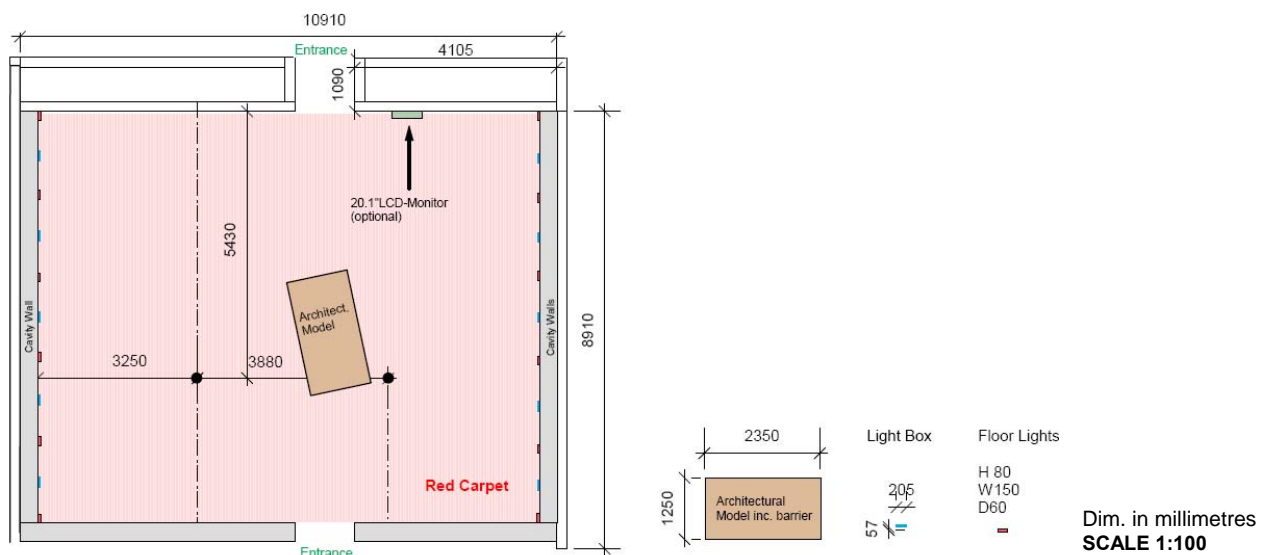 10910
Entrance
4105
1090
20.1"LCD-Monitor
(optional)
5430
Architect.
Model
Cavity Wall
Cavity Walls
8910
3250
3880
Red Carpet
Entrance
2350
1250
Architectural
Model inc. barrier
Light Box
205
57
Floor Lights
H 80
W150
D60
Dim. in millimetres
SCALE 1:100